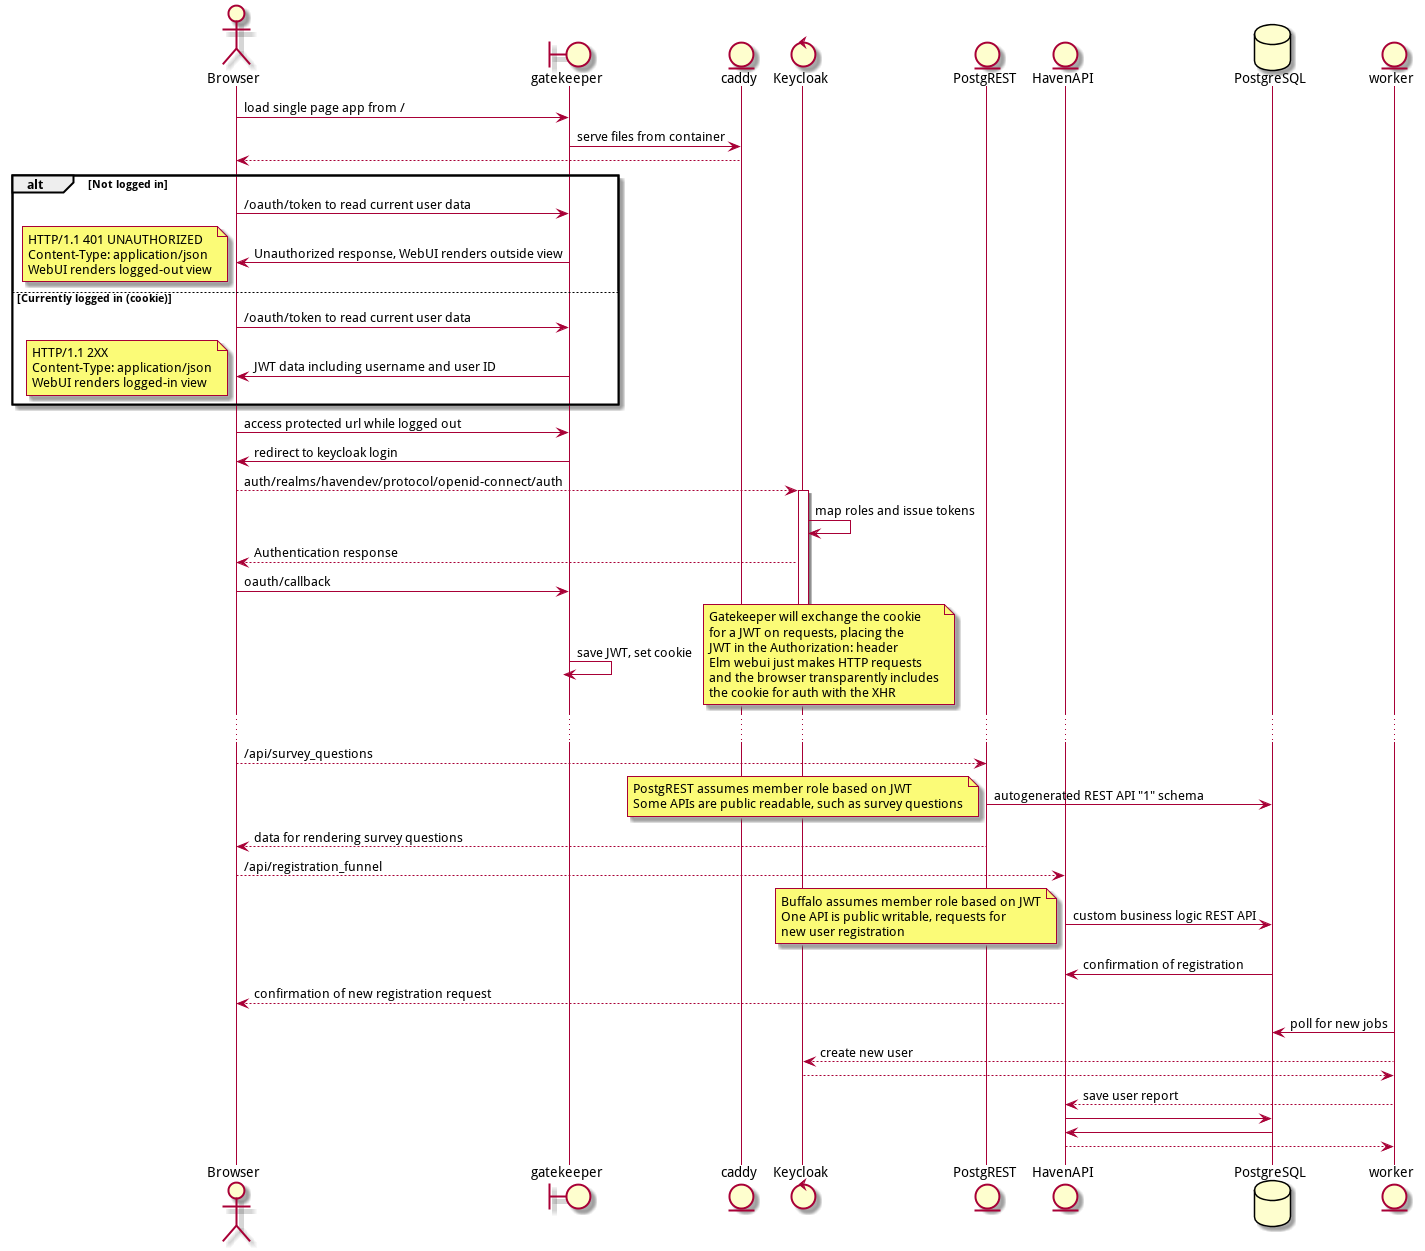 Browser
gatekeeper
caddy
Keycloak
PostgREST
HavenAPI
PostgreSQL
worker
load single page app from /
serve files from container
alt
[Not logged in]
/oauth/token to read current user data
HTTP/1.1 401 UNAUTHORIZED
Content-Type: application/json
WebUI renders logged-out view
Unauthorized response, WebUI renders outside view
[Currently logged in (cookie)]
/oauth/token to read current user data
HTTP/1.1 2XX
Content-Type: application/json
WebUI renders logged-in view
JWT data including username and user ID
access protected url while logged out
redirect to keycloak login
auth/realms/havendev/protocol/openid-connect/auth
map roles and issue tokens
Authentication response
oauth/callback
save JWT, set cookie
Gatekeeper will exchange the cookie
for a JWT on requests, placing the
JWT in the Authorization: header
Elm webui just makes HTTP requests
and the browser transparently includes
the cookie for auth with the XHR
/api/survey_questions
PostgREST assumes member role based on JWT
Some APIs are public readable, such as survey questions
autogenerated REST API "1" schema
data for rendering survey questions
/api/registration_funnel
Buffalo assumes member role based on JWT
One API is public writable, requests for
new user registration
custom business logic REST API
confirmation of registration
confirmation of new registration request
poll for new jobs
create new user
save user report
Browser
gatekeeper
caddy
Keycloak
PostgREST
HavenAPI
PostgreSQL
worker